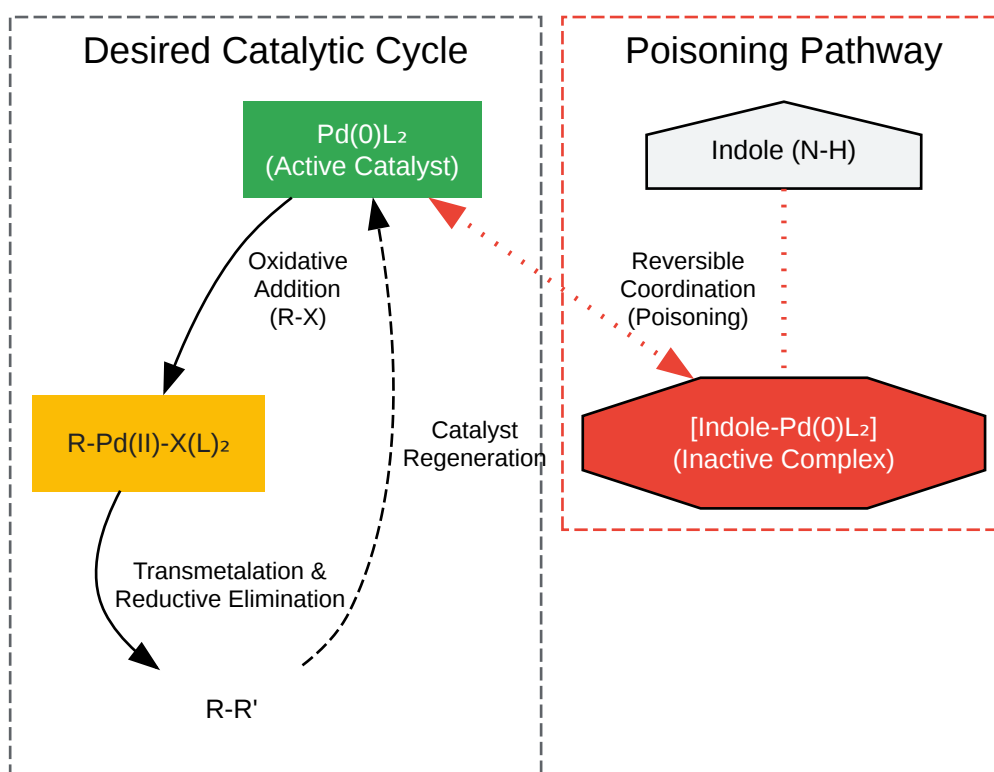 Desired Catalytic Cycle
Pd(0)L₂
(Active Catalyst)
Oxidative
Addition
(R-X)
R-Pd(II)-X(L)₂
Catalyst
Regeneration
Transmetalation &
Reductive Elimination
R-R'
Poisoning Pathway
Indole (N-H)
Reversible
Coordination
(Poisoning)
[Indole-Pd(0)L₂]
(Inactive Complex)